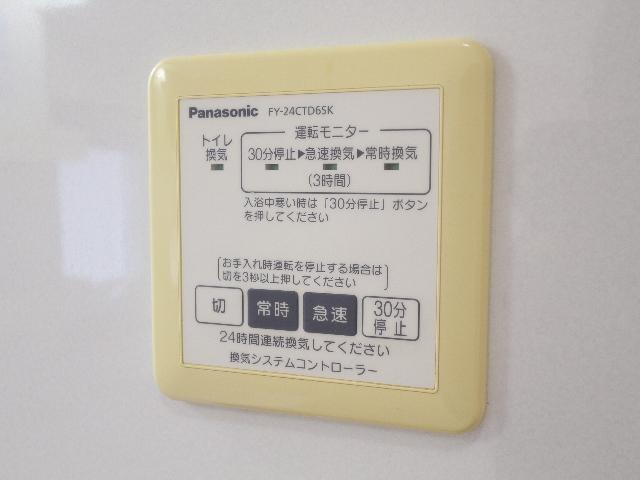 Panasonic FY-24CTD6SK
トイレ
換気
運転モニター
30分停止▶急速換気▶常時換気
(3時間)
入浴中寒い時は「30分停止」ボタン
を押してください
お手入れ時運転を停止する場合は
切を3秒以上押してください
切 常時 急速 30分
停止
24時間連続換気してください
換気システムコントローラー